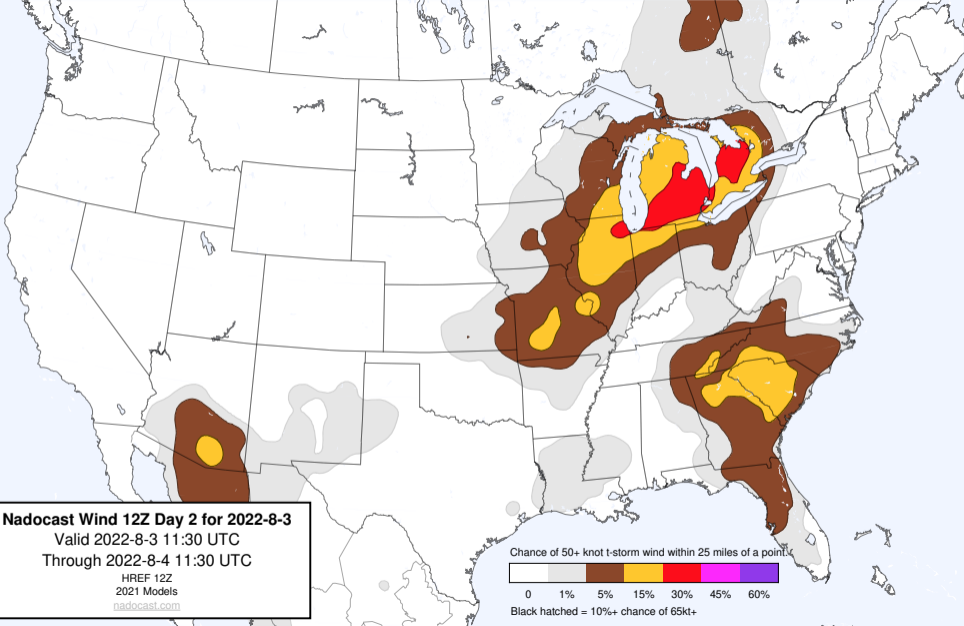 Nadocast Wind 12Z Day 2 for 2022-8-3
Valid 2022-8-3 11:30 UTC
Through 2022-8-4 11:30 UTC
HREF 12Z
2021 Models
nadocast.com
Chance of 50+ knot t-storm wind within 25 miles of a point.
0 1% 5% 15% 30% 45% 60%
Black hatched = 10%+ chance of 65kt+